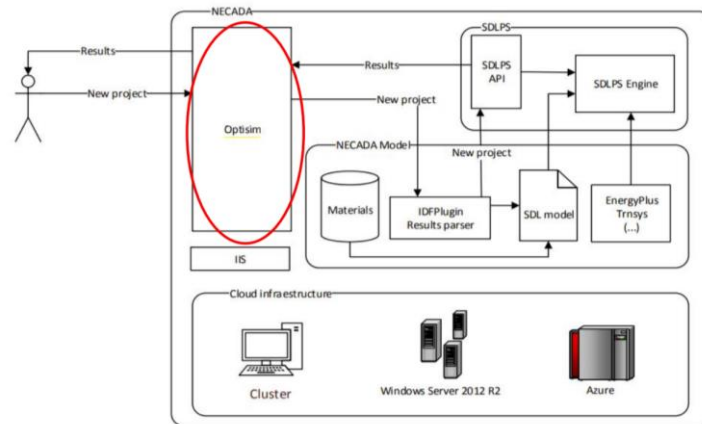 NECADA
SDLPS
Results
Results
SDLPS
API
SDLPS Engine
New project
New project
Optisim
NECADA Model
New project
Materials
IDFPlugin
Results parser
SDL model
EnergyPlus
Trnsys
(...)
IIS
Cloud infraestructure
Cluster
Windows Server 2012 R2
Azure